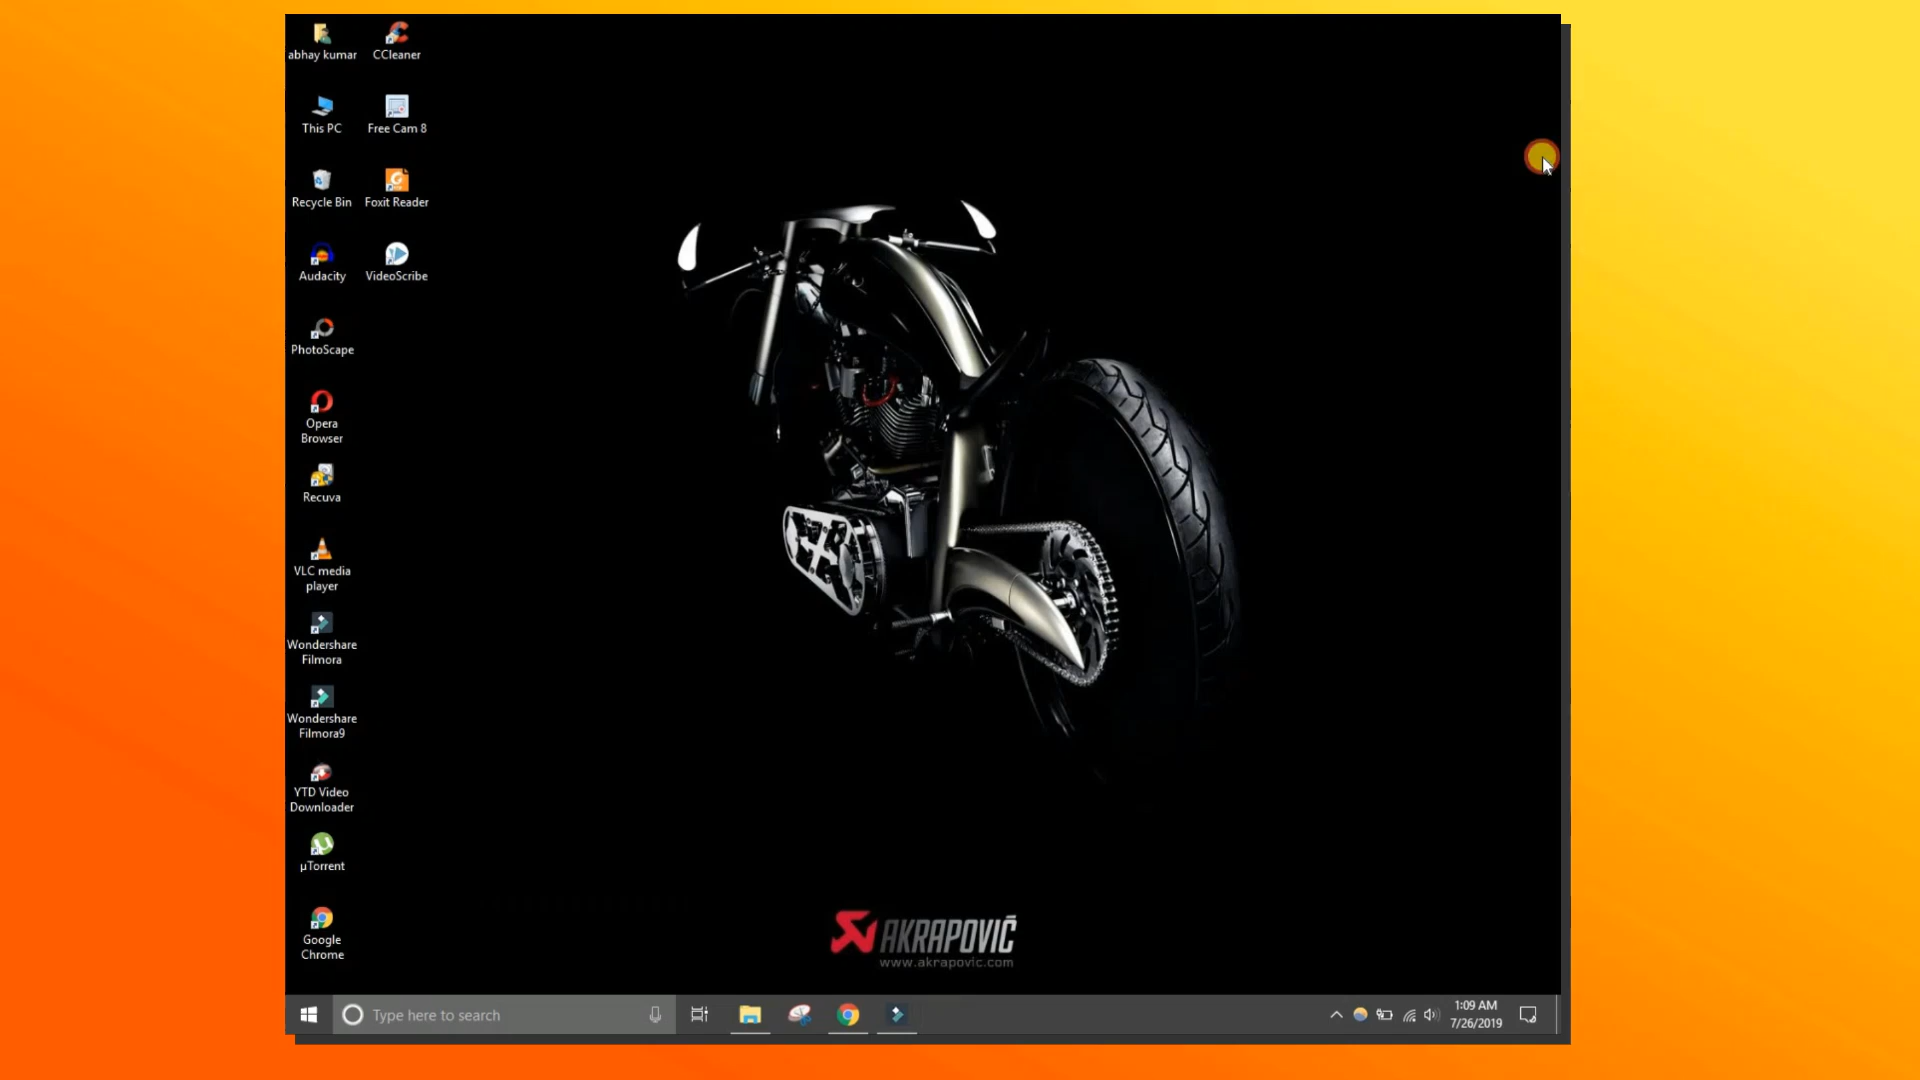 abhay kumar
CCleaner
This PC
Free Cam 8
Recycle Bin
Foxit Reader
Audacity
VideoScribe
PhotoScape
Opera
Browser
Recuva
VLC media
player
Wondershare
Filmora
Wondershare
Filmora9
YTD Video
Downloader
µTorrent
Google
Chrome
AKRAPOVIČ
www.akrapovic.com
Type here to search
1:09 AM
7/26/2019